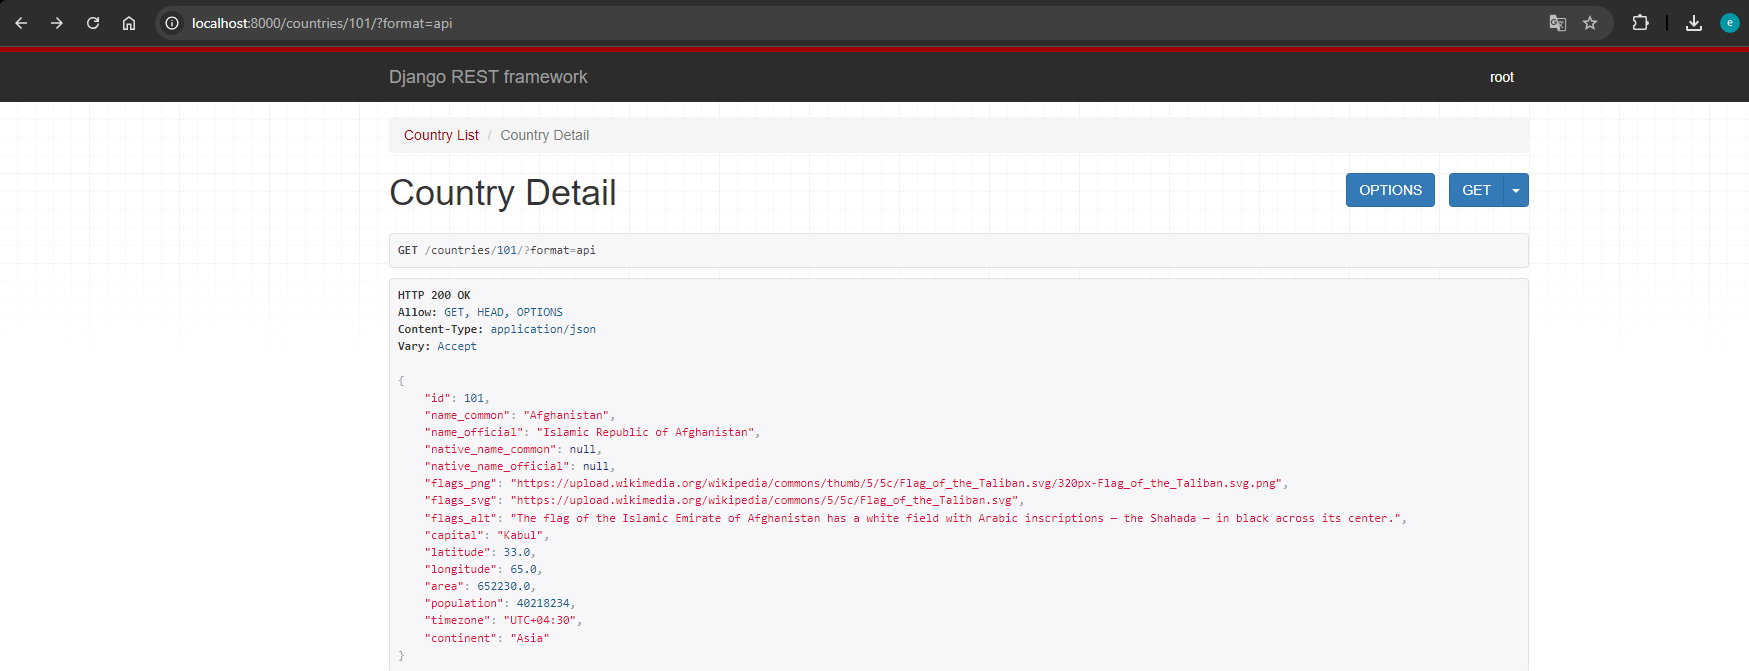 localhost:8000/countries/101/?format=api
e
Django REST framework
root
Country List / Country Detail
Country Detail
OPTIONS
GET
GET /countries/101/?format=api
HTTP 200 OK
Allow: GET, HEAD, OPTIONS
Content-Type: application/json
Vary: Accept
{
"id": 101,
"name_common": "Afghanistan",
"name_official": "Islamic Republic of Afghanistan",
"native_name_common": null,
"native_name_official": null,
"flags_png": "https://upload.wikimedia.org/wikipedia/commons/thumb/5/5c/Flag_of_the_Taliban.svg/320px-Flag_of_the_Taliban.svg.png",
"flags_svg": "https://upload.wikimedia.org/wikipedia/commons/5/5c/Flag_of_the_Taliban.svg",
"flags_alt": "The flag of the Islamic Emirate of Afghanistan has a white field with Arabic inscriptions — the Shahada — in black across its center.",
"capital": "Kabul",
"latitude": 33.0,
"longitude": 65.0,
"area": 652230.0,
"population": 40218234,
"timezone": "UTC+04:30",
"continent": "Asia"
}